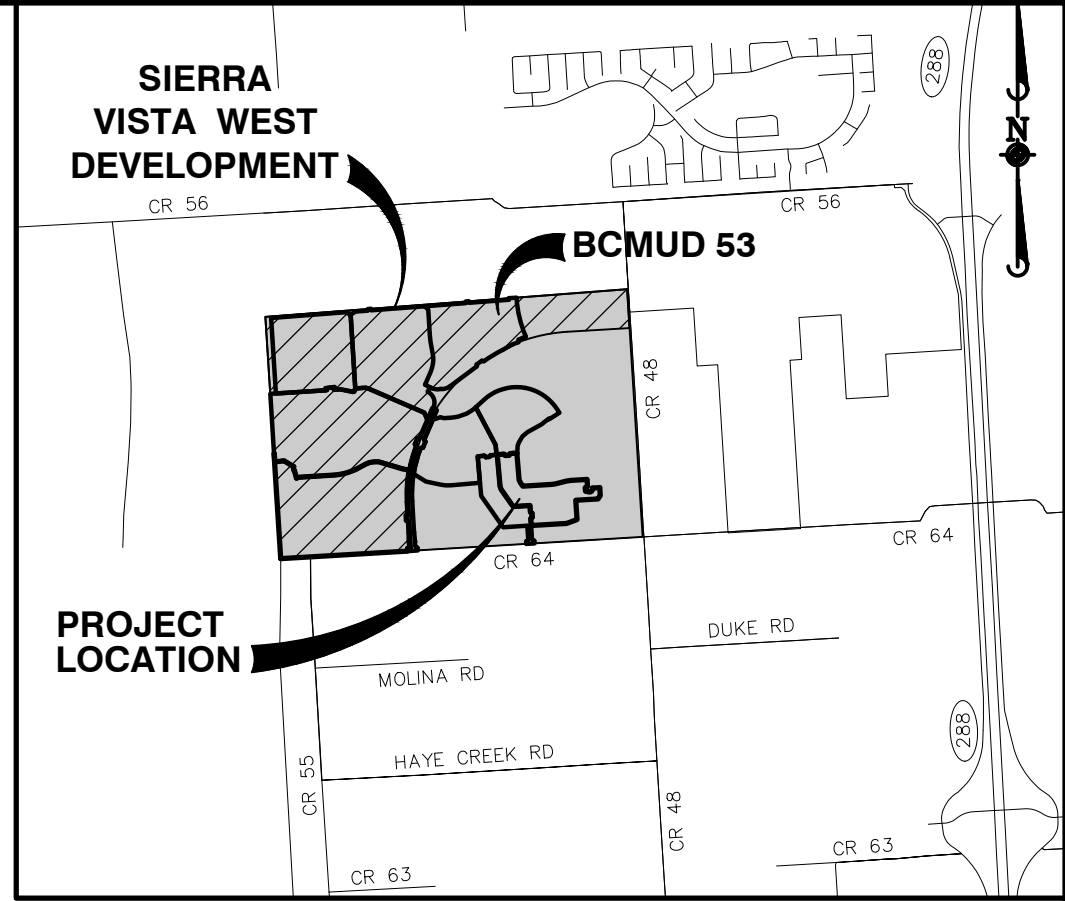 SIERRA
VISTA WEST
DEVELOPMENT
288
N
CR 56
CR 56
BCMUD 53
CR 48
CR 64
CR 64
PROJECT
LOCATION
DUKE RD
MOLINA RD
288
HAYE CREEK RD
CR 55
CR 48
CR 63
CR 63